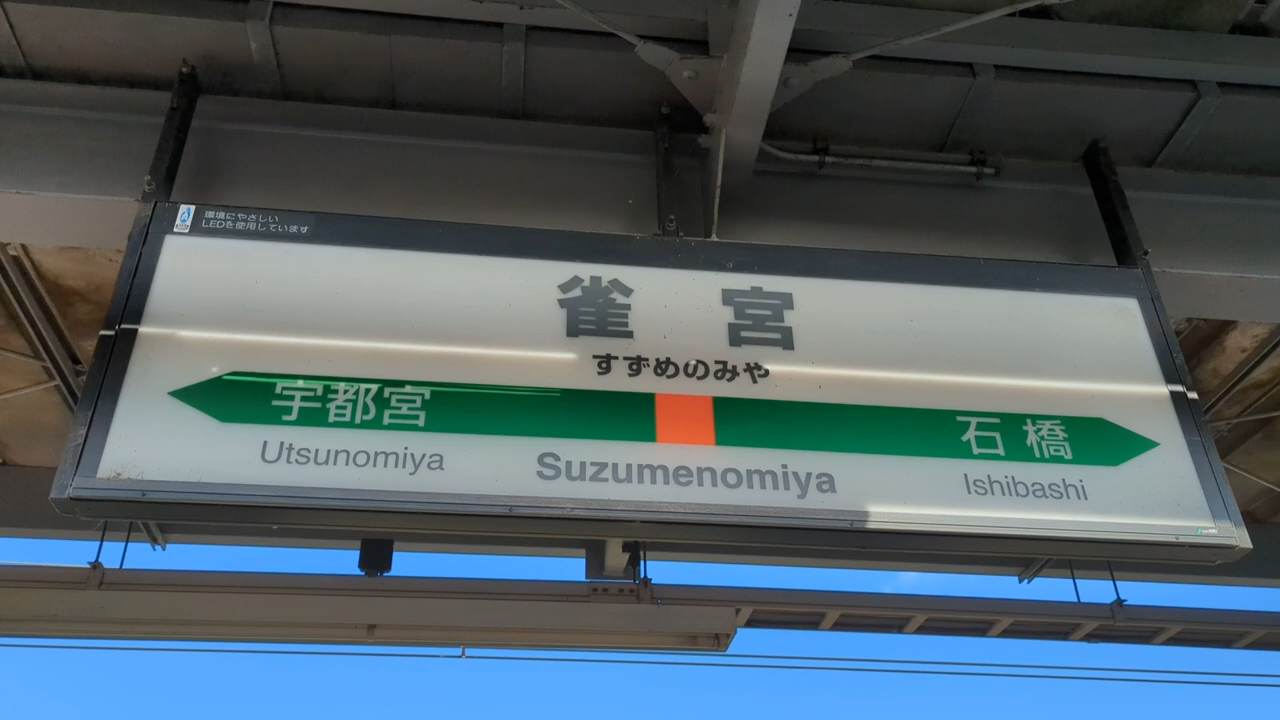 環境にやさしい
LEDを使用しています
雀宮
すずめのみや
宇都宮
石橋
Utsunomiya
Suzumenomiya
Ishibashi